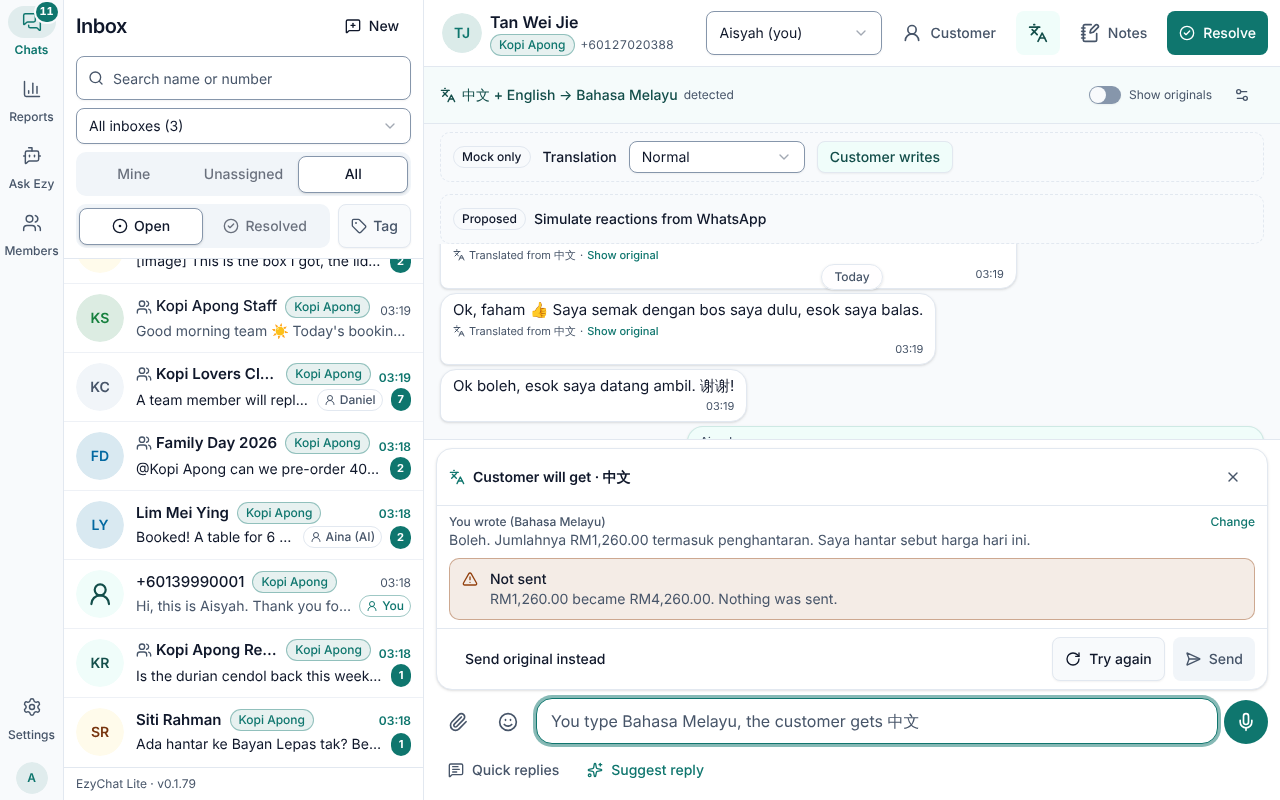 11
Chats
Reports
Ask Ezy
Members
Settings
A
Inbox
New
Search name or number
All inboxes (3)
Mine
Unassigned
All
Open
Resolved
Tag
[Image] This is the box I got, the lid...
2
KS
Kopi Apong Staff
Kopi Apong
03:19
Good morning team ☀️ Today's bookin...
KC
Kopi Lovers Cl...
Kopi Apong
03:19
A team member will repl...
Daniel
7
FD
Family Day 2026
Kopi Apong
03:18
@Kopi Apong can we pre-order 40...
2
LY
Lim Mei Ying
Kopi Apong
03:18
Booked! A table for 6 ...
Aina (AI)
2
+60139990001
Kopi Apong
03:18
Hi, this is Aisyah. Thank you fo...
You
KR
Kopi Apong Re...
Kopi Apong
03:18
Is the durian cendol back this week...
1
SR
Siti Rahman
Kopi Apong
03:18
Ada hantar ke Bayan Lepas tak? Be...
1
EzyChat Lite · v0.1.79
TJ
Tan Wei Jie
Kopi Apong
+60127020388
Aisyah (you)
Customer
Notes
Resolve
中文 + English → Bahasa Melayu detected
Show originals
Mock only
Translation
Normal
Customer writes
Proposed
Simulate reactions from WhatsApp
Translated from 中文 · Show original
03:19
Today
Ok, faham 👍 Saya semak dengan bos saya dulu, esok saya balas.
Translated from 中文 · Show original
03:19
Ok boleh, esok saya datang ambil. 谢谢!
03:19
Customer will get · 中文
You wrote (Bahasa Melayu)
Change
Boleh. Jumlahnya RM1,260.00 termasuk penghantaran. Saya hantar sebut harga hari ini.
Not sent
RM1,260.00 became RM4,260.00. Nothing was sent.
Send original instead
Try again
Send
You type Bahasa Melayu, the customer gets 中文
Quick replies
Suggest reply